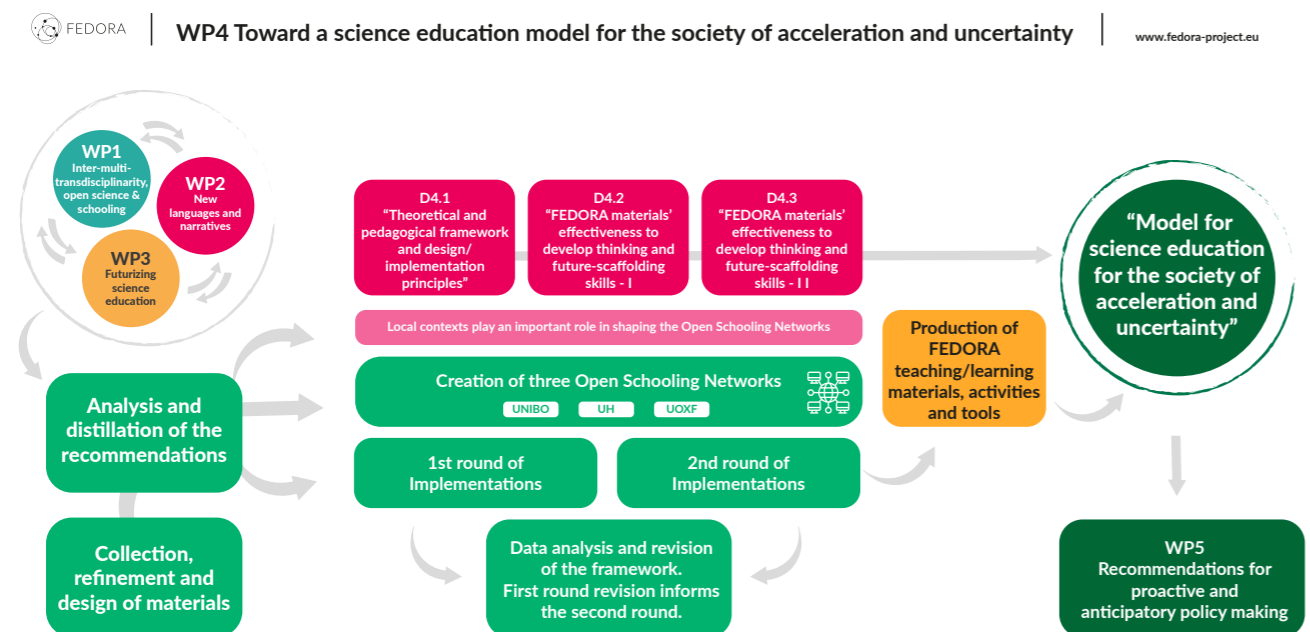 FEDORA
WP4 Toward a science education model for the society of acceleration and uncertainty
www.fedora-project.eu
WP1
Inter-multi-
transdisciplinarity,
open science &
schooling
WP2
New
languages and
narratives
WP3
Futurizing
science
education
Analysis and
distillation of the
recommendations
Collection,
refinement and
design of materials
D4.1
“Theoretical and
pedagogical framework
and design/
implementation
principles”
D4.2
“FEDORA materials’
effectiveness to
develop thinking and
future-scaffolding
skills - I
D4.3
“FEDORA materials’
effectiveness to
develop thinking and
future-scaffolding
skills - I I
Local contexts play an important role in shaping the Open Schooling Networks
Creation of three Open Schooling Networks
UNIBO
UH
UOXF
1st round of
Implementations
2nd round of
Implementations
Data analysis and revision
of the framework.
First round revision informs
the second round.
Production of
FEDORA
teaching/learning
materials, activities
and tools
“Model for
science education
for the society of
acceleration and
uncertainty”
WP5
Recommendations for
proactive and
anticipatory policy making